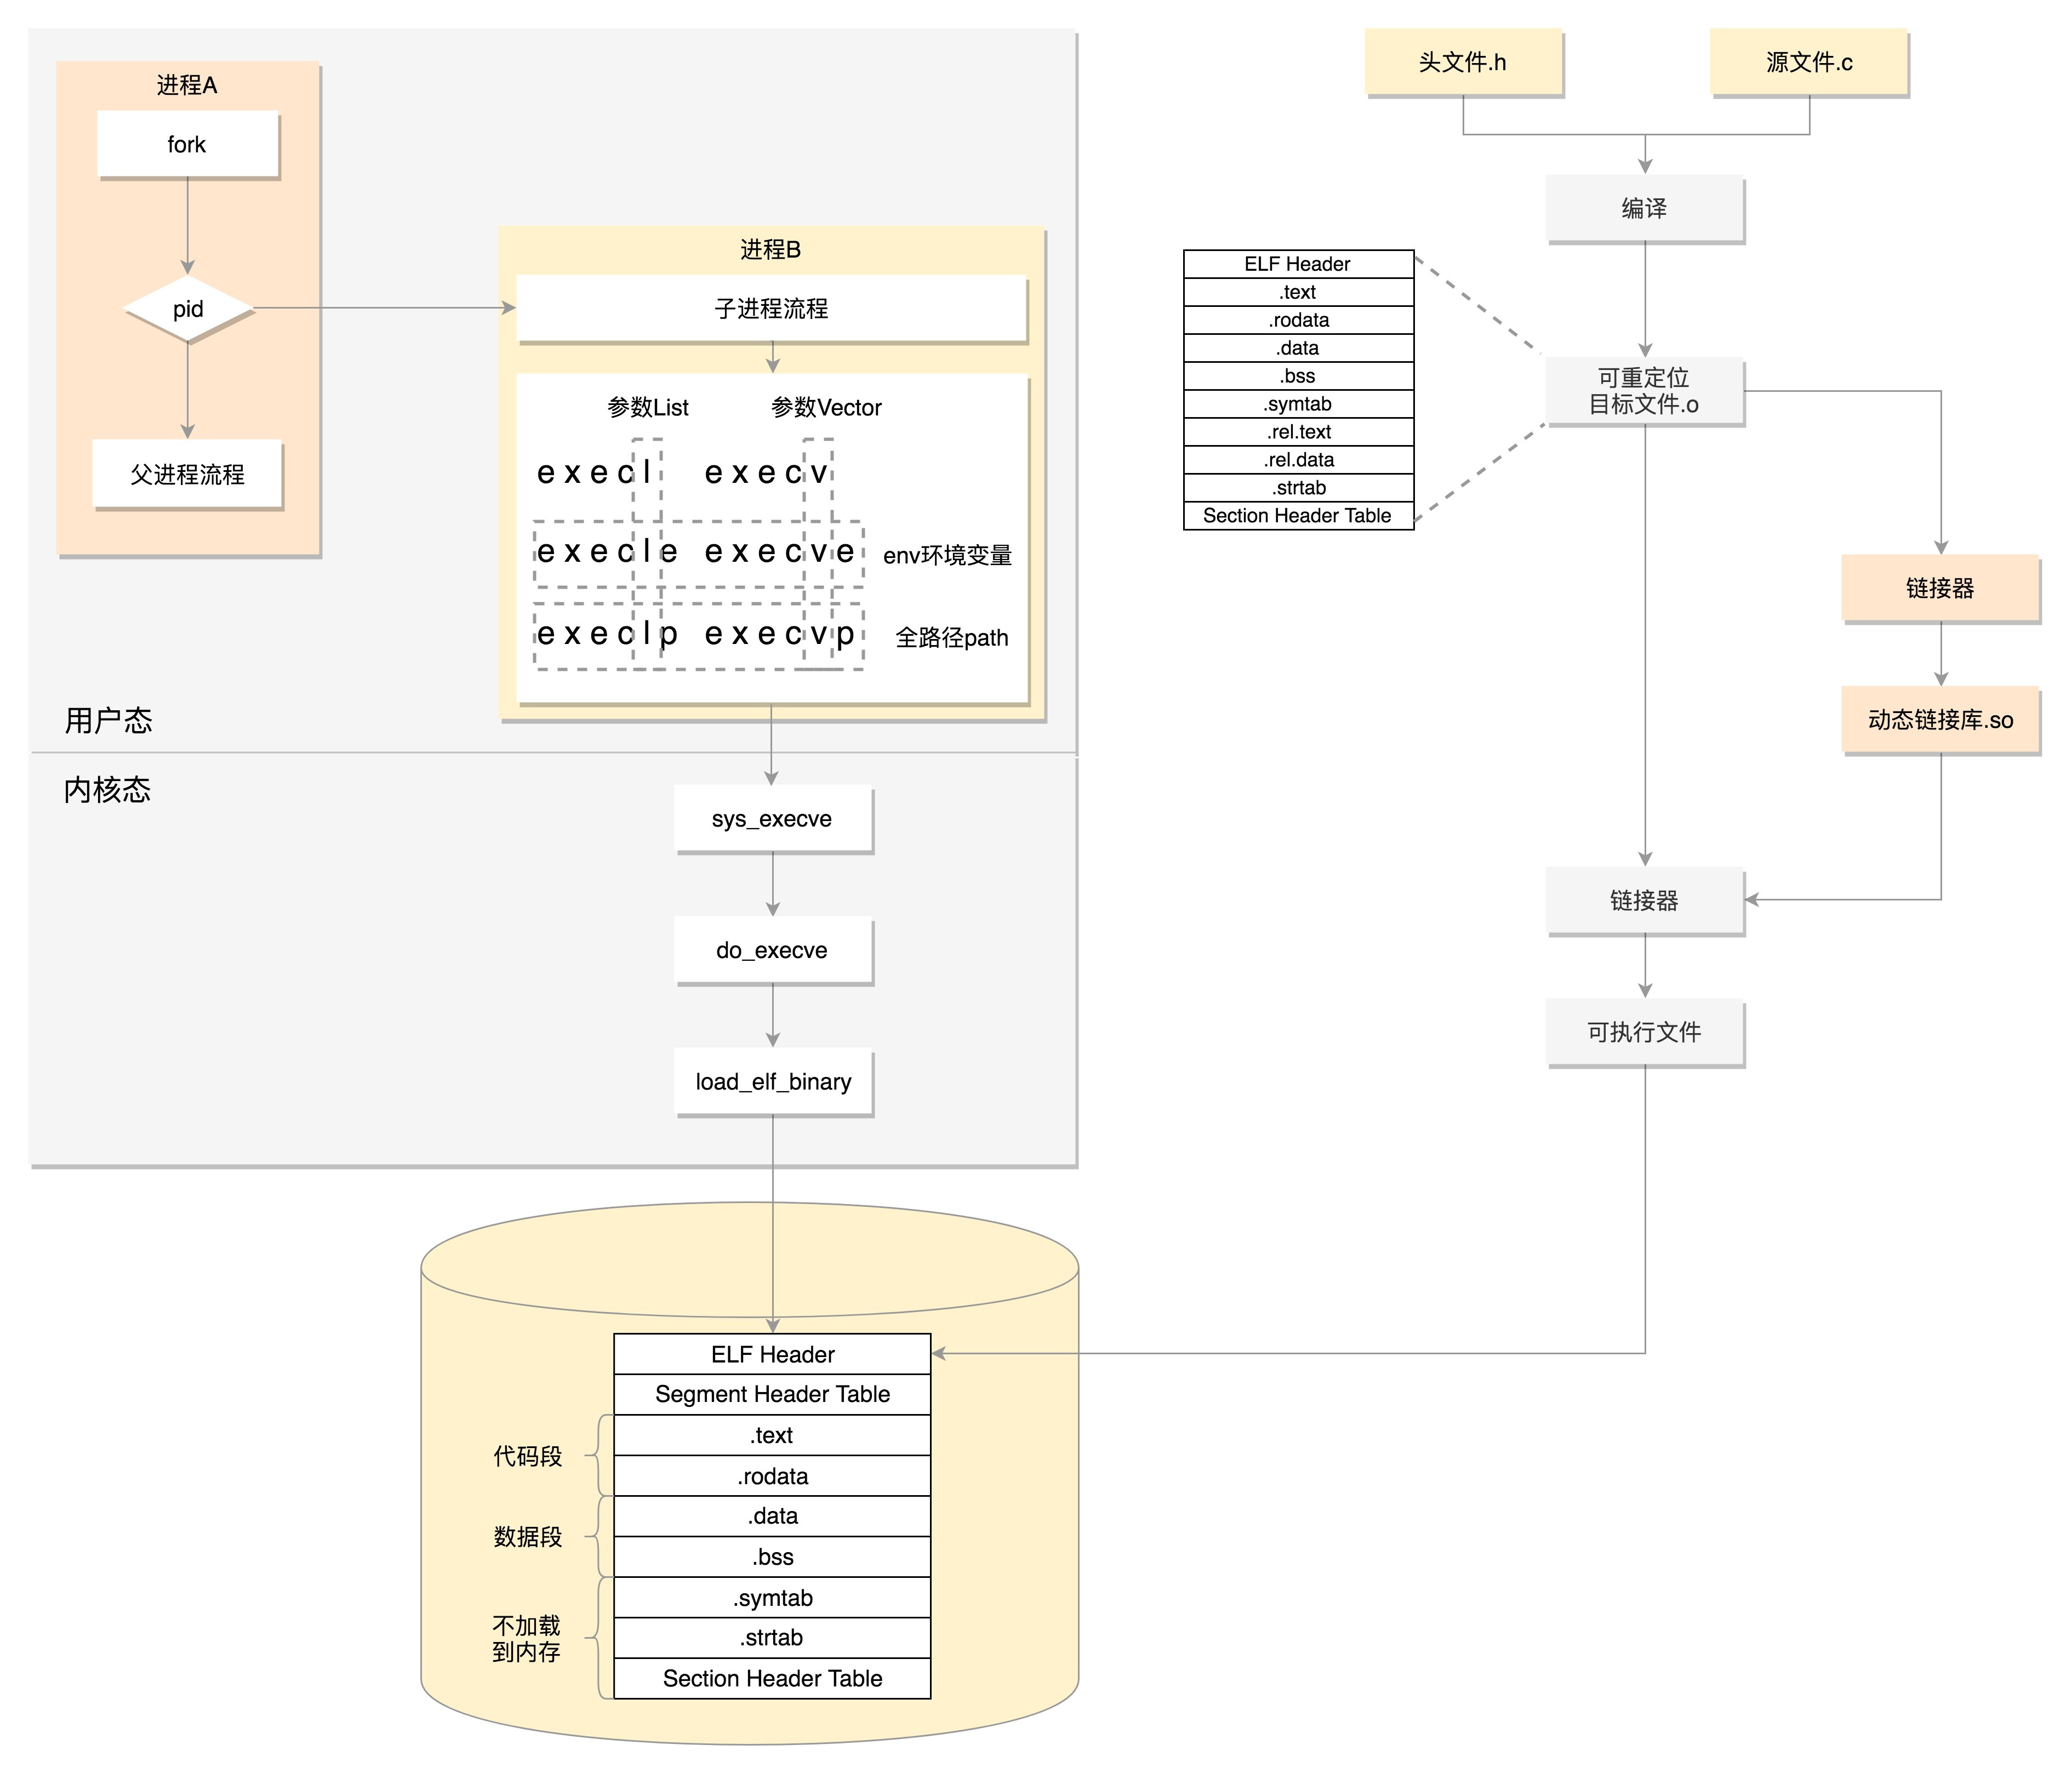 进程A
fork
pid
父进程流程
进程B
子进程流程
参数List 参数Vector
execl execv
execle execve env环境变量
execlp execvp 全路径path
用户态
内核态
sys_execve
do_execve
load_elf_binary
ELF Header
Segment Header Table
.text
.rodata
.data
.bss
.symtab
.strtab
Section Header Table
代码段
数据段
不加载
到内存
头文件.h
源文件.c
编译
ELF Header
.text
.rodata
.data
.bss
.symtab
.rel.text
.rel.data
.strtab
Section Header Table
可重定位
目标文件.o
链接器
动态链接库.so
链接器
可执行文件